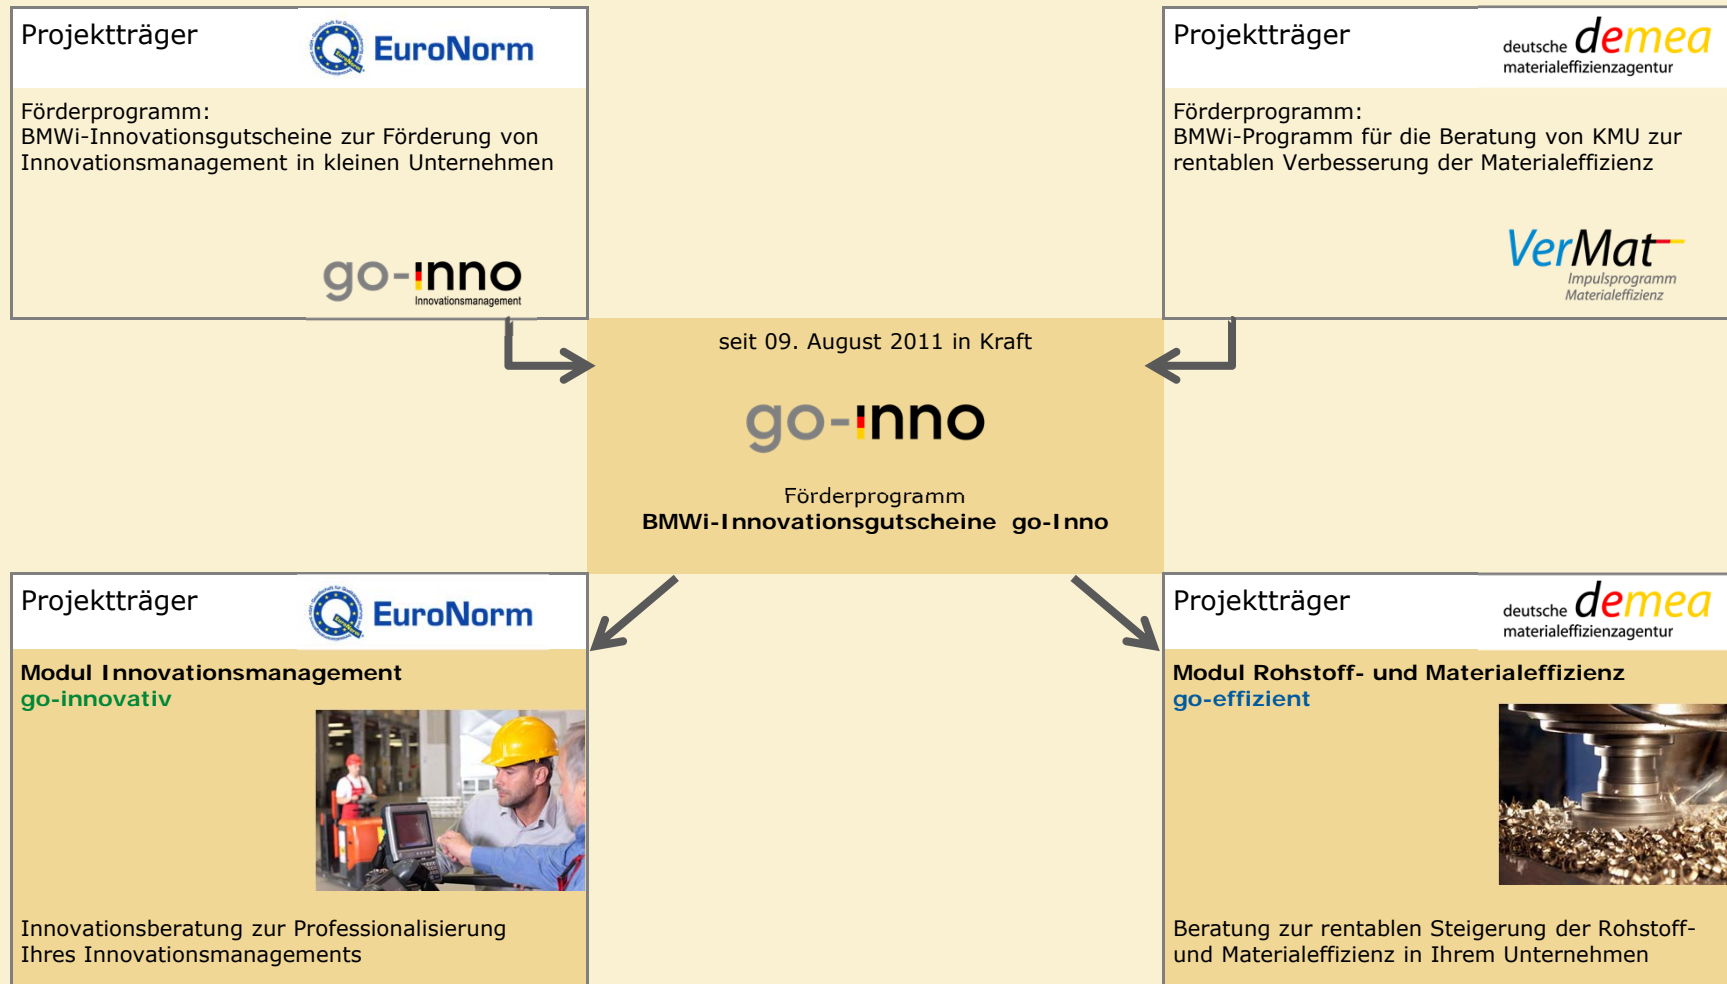 Projektträger
EuroNorm
Förderprogramm:
BMWi-Innovationsgutscheine zur Förderung von
Innovationsmanagement in kleinen Unternehmen
go-inno
Innovationsmanagement
Projektträger
deutsche demea
materialeffizienzagentur
Förderprogramm:
BMWi-Programm für die Beratung von KMU zur
rentablen Verbesserung der Materialeffizienz
VerMat
Impulsprogramm
Materialeffizienz
seit 09. August 2011 in Kraft
go-inno
Förderprogramm
BMWi-Innovationsgutscheine go-Inno
Projektträger
EuroNorm
Modul Innovationsmanagement
go-innovativ
Innovationsberatung zur Professionalisierung
Ihres Innovationsmanagements
Projektträger
deutsche demea
materialeffizienzagentur
Modul Rohstoff- und Materialeffizienz
go-effizient
Beratung zur rentablen Steigerung der Rohstoff-
und Materialeffizienz in Ihrem Unternehmen